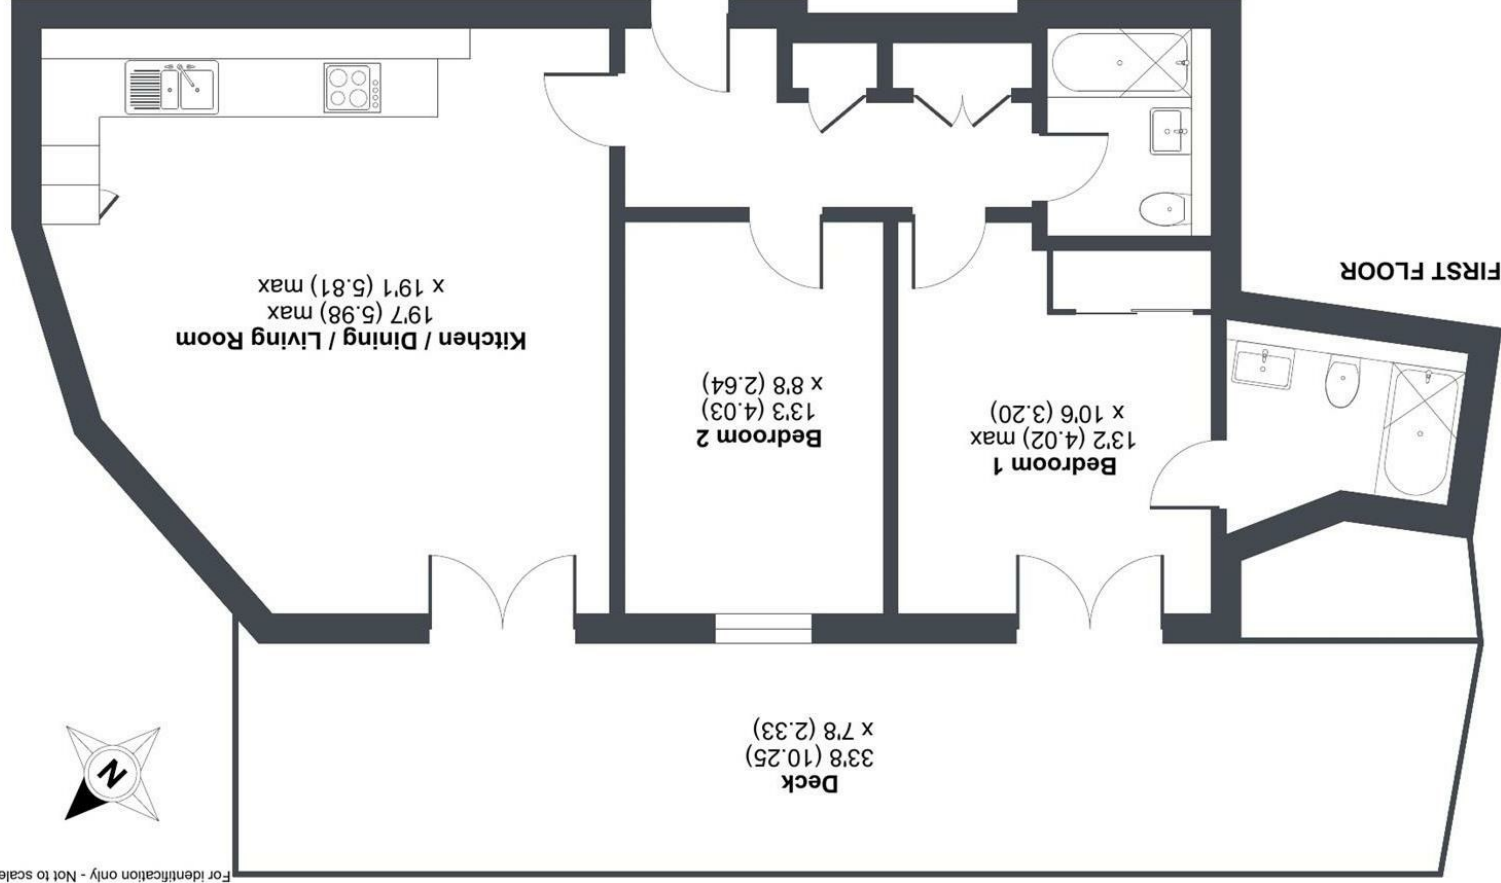 For identification only - Not to scale
N
Deck
33'8 (10.25)
x 7'8 (2.33)
Bedroom 1
13'2 (4.02) max
x 10'6 (3.20)
Bedroom 2
13'3 (4.03)
x 8'8 (2.64)
Kitchen / Dining / Living Room
19'7 (5.98) max
x 19'1 (5.81) max
FIRST FLOOR